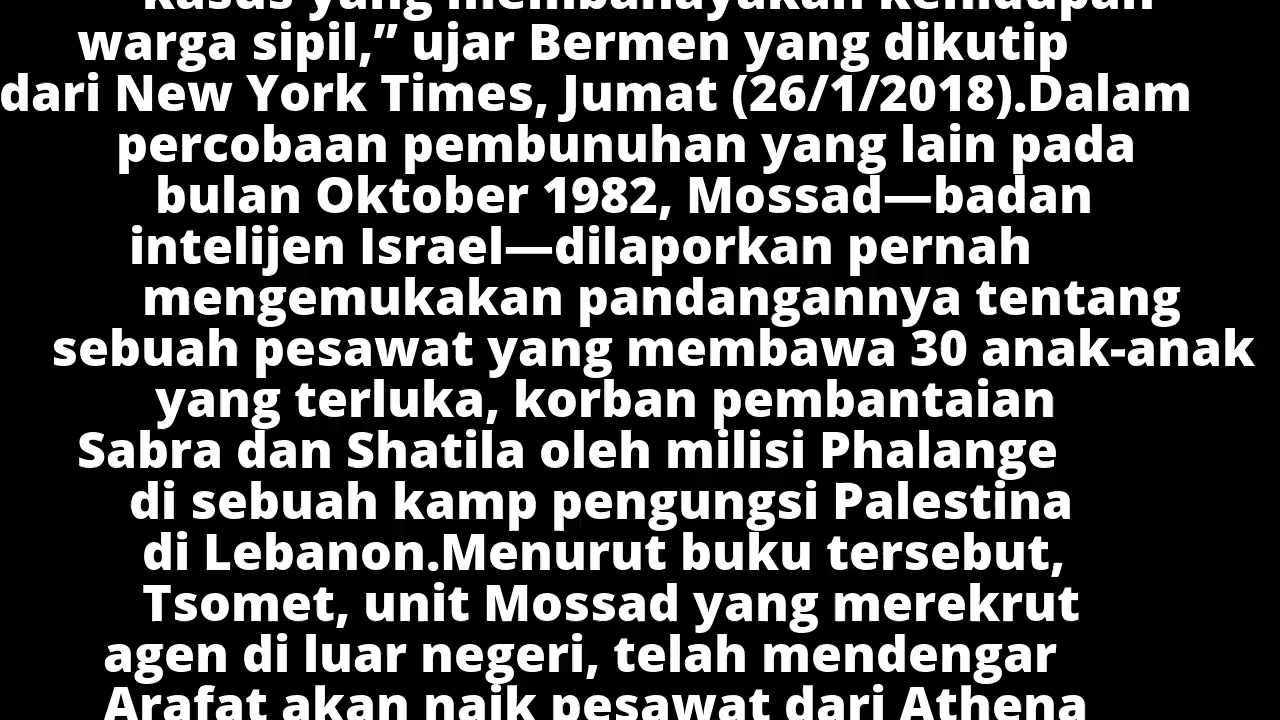 kasus yang membahayakan kehidupan
warga sipil,” ujar Bermen yang dikutip
dari New York Times, Jumat (26/1/2018).Dalam
percobaan pembunuhan yang lain pada
bulan Oktober 1982, Mossad—badan
intelijen Israel—dilaporkan pernah
mengemukakan pandangannya tentang
sebuah pesawat yang membawa 30 anak-anak
yang terluka, korban pembantaian
Sabra dan Shatila oleh milisi Phalange
di sebuah kamp pengungsi Palestina
di Lebanon.Menurut buku tersebut,
Tsomet, unit Mossad yang merekrut
agen di luar negeri, telah mendengar
Arafat akan naik pesawat dari Athena